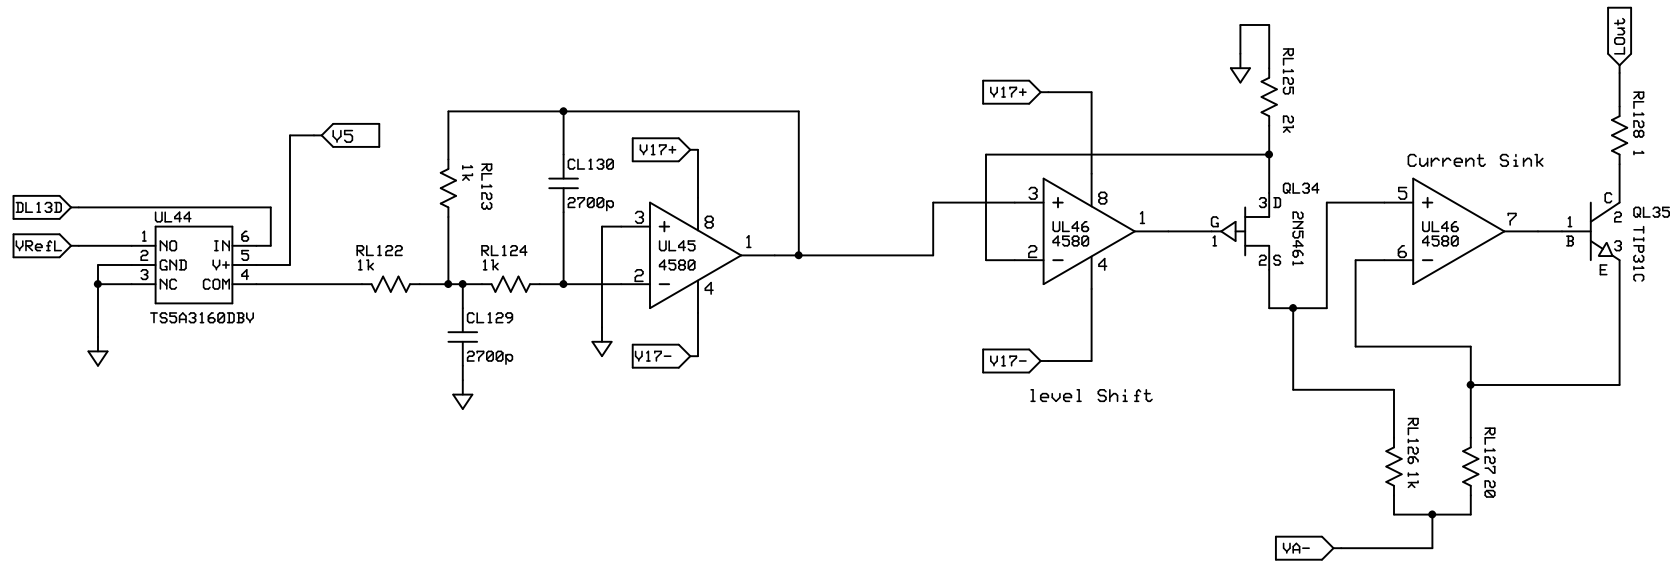 LOut
RL128 1
Current Sink
V17+
RL125 2k
V5
V17+
CL130
2700p
RL123
1k
DL13D
UL44
VRefL
1 NO IN 6
2 GND V+ 5
3 NC COM 4
TS5A3160DBV
RL122
1k
RL124
1k
CL129
2700p
3 + 8
UL45
4580
1
2 − 4
V17-
3 + 8
UL46
4580
1
2 − 4
V17-
level Shift
QL34
3 D
G
1
2 S
2N5461
5 +
UL46
4580
7
6 −
1
B
C
2
3
E
QL35
TIP31C
RL126 1k
RL127 20
VA-